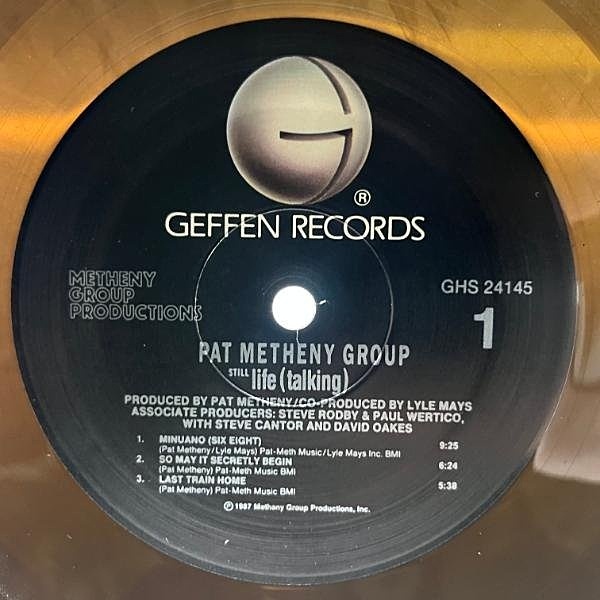 G
®
GEFFEN RECORDS
METHENY
GROUP
PRODUCTIONS
GHS 24145
1
PAT METHENY GROUP
STILL life (talking)
PRODUCED BY PAT METHENY/CO-PRODUCED BY LYLE MAYS
ASSOCIATE PRODUCERS: STEVE RODBY & PAUL WERTICO,
WITH STEVE CANTOR AND DAVID OAKES
1. MINUANO (SIX EIGHT) 9:25
(Pat Metheny/Lyle Mays) Pat-Meth Music/Lyle Mays Inc. BMI
2. SO MAY IT SECRETLY BEGIN 6:24
(Pat Metheny) Pat-Meth Music BMI
3. LAST TRAIN HOME 5:38
(Pat Metheny) Pat-Meth Music BMI
℗ 1987 Metheny Group Productions, Inc.